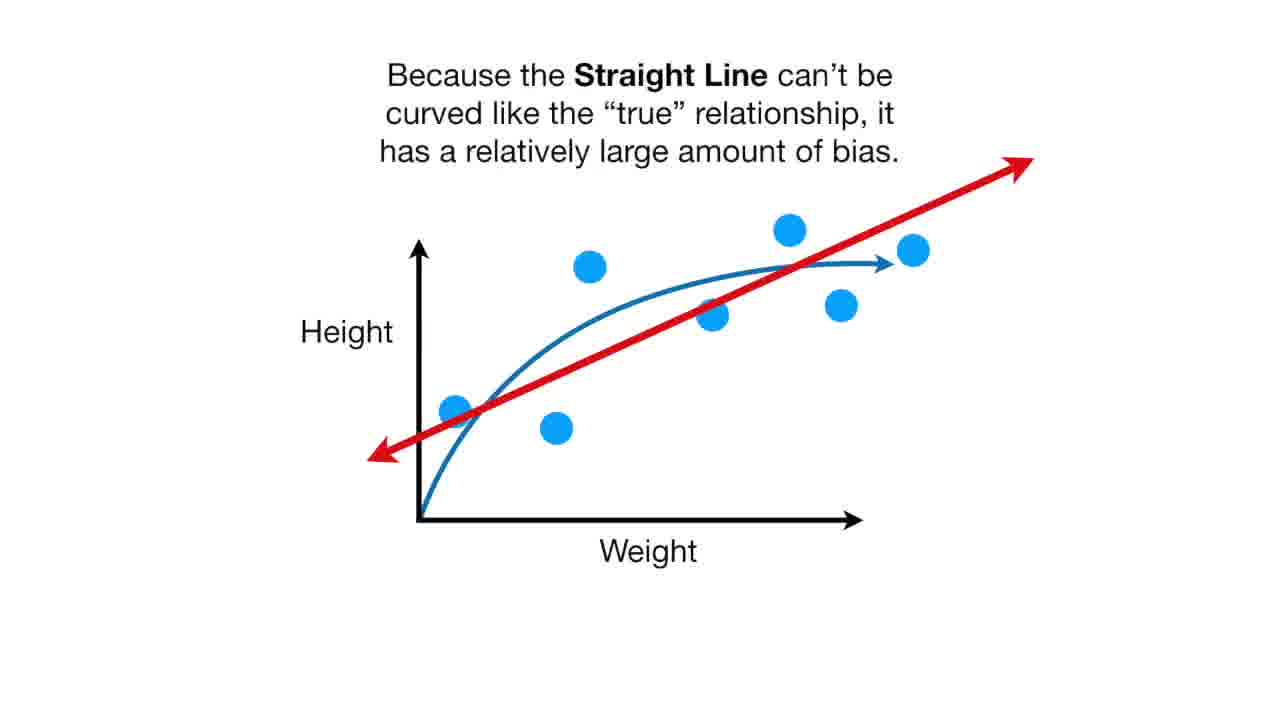 Because the Straight Line can’t be
curved like the “true” relationship, it
has a relatively large amount of bias.
Height
Weight